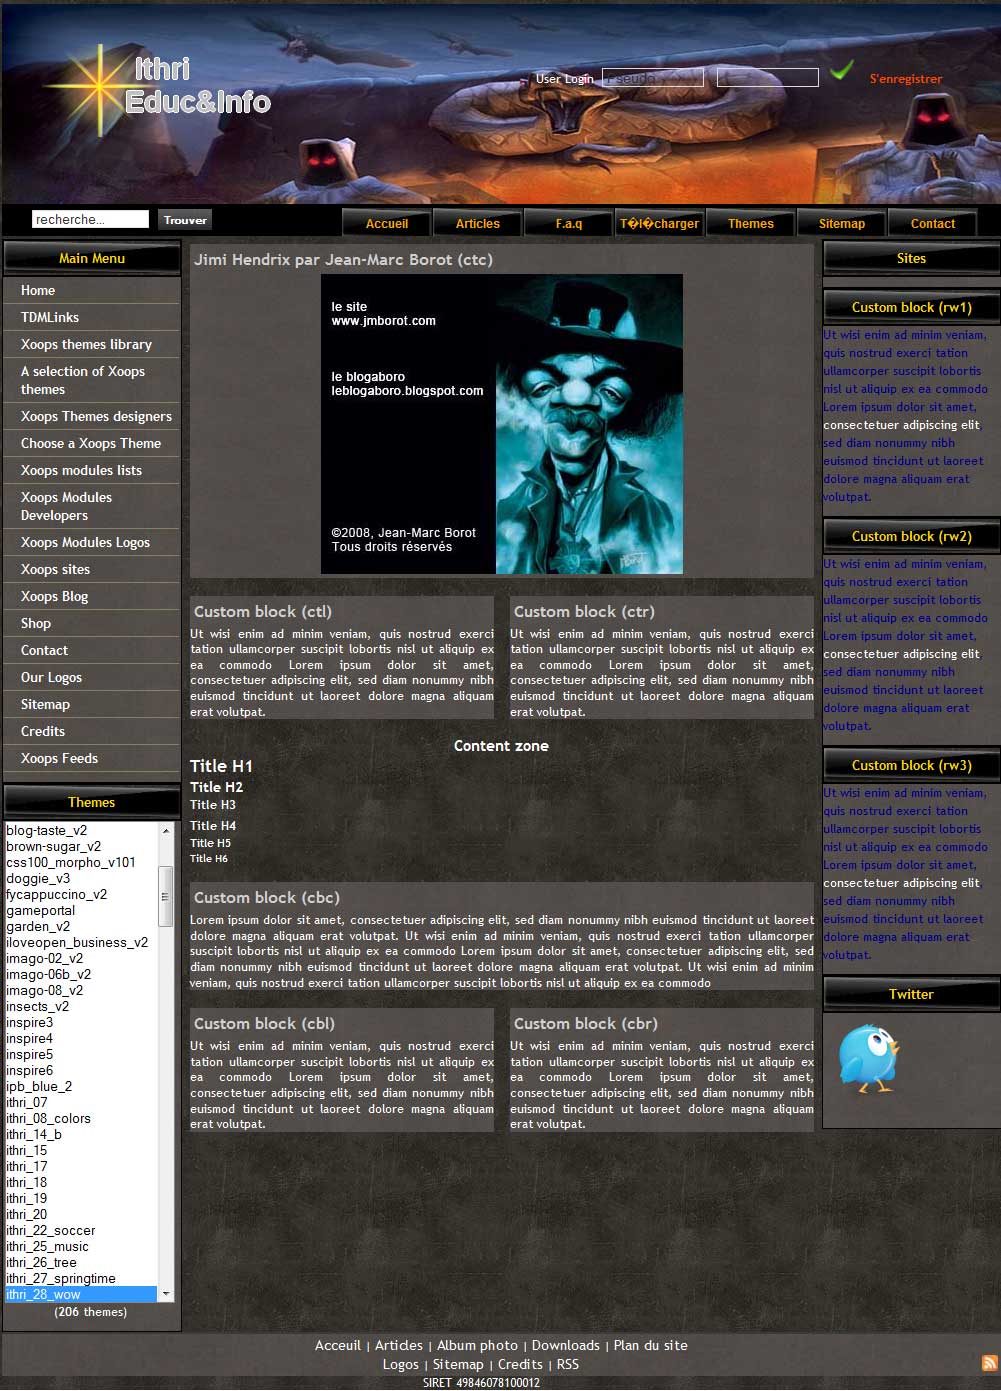 Ithri
Educ&Info
User Login Pseudo
S'enregistrer
recherche...
Trouver
Accueil
Articles
F.a.q
T�l�charger
Themes
Sitemap
Contact
Main Menu
Home
TDMLinks
Xoops themes library
A selection of Xoops
themes
Xoops Themes designers
Choose a Xoops Theme
Xoops modules lists
Xoops Modules
Developers
Xoops Modules Logos
Xoops sites
Xoops Blog
Shop
Contact
Our Logos
Sitemap
Credits
Xoops Feeds
Themes
blog-taste_v2
brown-sugar_v2
css100_morpho_v101
doggie_v3
fycappuccino_v2
gameportal
garden_v2
iloveopen_business_v2
imago-02_v2
imago-06b_v2
imago-08_v2
insects_v2
inspire3
inspire4
inspire5
inspire6
ipb_blue_2
ithri_07
ithri_08_colors
ithri_14_b
ithri_15
ithri_17
ithri_18
ithri_19
ithri_20
ithri_22_soccer
ithri_25_music
ithri_26_tree
ithri_27_springtime
ithri_28_wow
(206 themes)
Jimi Hendrix par Jean-Marc Borot (ctc)
le site
www.jmborot.com
le blogaboro
leblogaboro.blogspot.com
©2008, Jean-Marc Borot
Tous droits réservés
Custom block (ctl)
Ut wisi enim ad minim veniam, quis nostrud exerci
tation ullamcorper suscipit lobortis nisl ut aliquip ex
ea commodo Lorem ipsum dolor sit amet,
consectetuer adipiscing elit, sed diam nonummy nibh
euismod tincidunt ut laoreet dolore magna aliquam
erat volutpat.
Custom block (ctr)
Ut wisi enim ad minim veniam, quis nostrud exerci
tation ullamcorper suscipit lobortis nisl ut aliquip ex
ea commodo Lorem ipsum dolor sit amet,
consectetuer adipiscing elit, sed diam nonummy nibh
euismod tincidunt ut laoreet dolore magna aliquam
erat volutpat.
Content zone
Title H1
Title H2
Title H3
Title H4
Title H5
Title H6
Custom block (cbc)
Lorem ipsum dolor sit amet, consectetuer adipiscing elit, sed diam nonummy nibh euismod tincidunt ut laoreet
dolore magna aliquam erat volutpat. Ut wisi enim ad minim veniam, quis nostrud exerci tation ullamcorper
suscipit lobortis nisl ut aliquip ex ea commodo Lorem ipsum dolor sit amet, consectetuer adipiscing elit, sed
diam nonummy nibh euismod tincidunt ut laoreet dolore magna aliquam erat volutpat. Ut wisi enim ad minim
veniam, quis nostrud exerci tation ullamcorper suscipit lobortis nisl ut aliquip ex ea commodo
Custom block (cbl)
Ut wisi enim ad minim veniam, quis nostrud exerci
tation ullamcorper suscipit lobortis nisl ut aliquip ex
ea commodo Lorem ipsum dolor sit amet,
consectetuer adipiscing elit, sed diam nonummy nibh
euismod tincidunt ut laoreet dolore magna aliquam
erat volutpat.
Custom block (cbr)
Ut wisi enim ad minim veniam, quis nostrud exerci
tation ullamcorper suscipit lobortis nisl ut aliquip ex
ea commodo Lorem ipsum dolor sit amet,
consectetuer adipiscing elit, sed diam nonummy nibh
euismod tincidunt ut laoreet dolore magna aliquam
erat volutpat.
Sites
Custom block (rw1)
Ut wisi enim ad minim veniam,
quis nostrud exerci tation
ullamcorper suscipit lobortis
nisl ut aliquip ex ea commodo
Lorem ipsum dolor sit amet,
consectetuer adipiscing elit,
sed diam nonummy nibh
euismod tincidunt ut laoreet
dolore magna aliquam erat
volutpat.
Custom block (rw2)
Ut wisi enim ad minim veniam,
quis nostrud exerci tation
ullamcorper suscipit lobortis
nisl ut aliquip ex ea commodo
Lorem ipsum dolor sit amet,
consectetuer adipiscing elit,
sed diam nonummy nibh
euismod tincidunt ut laoreet
dolore magna aliquam erat
volutpat.
Custom block (rw3)
Ut wisi enim ad minim veniam,
quis nostrud exerci tation
ullamcorper suscipit lobortis
nisl ut aliquip ex ea commodo
Lorem ipsum dolor sit amet,
consectetuer adipiscing elit,
sed diam nonummy nibh
euismod tincidunt ut laoreet
dolore magna aliquam erat
volutpat.
Twitter
Acceuil | Articles | Album photo | Downloads | Plan du site
Logos | Sitemap | Credits | RSS
SIRET 49846078100012